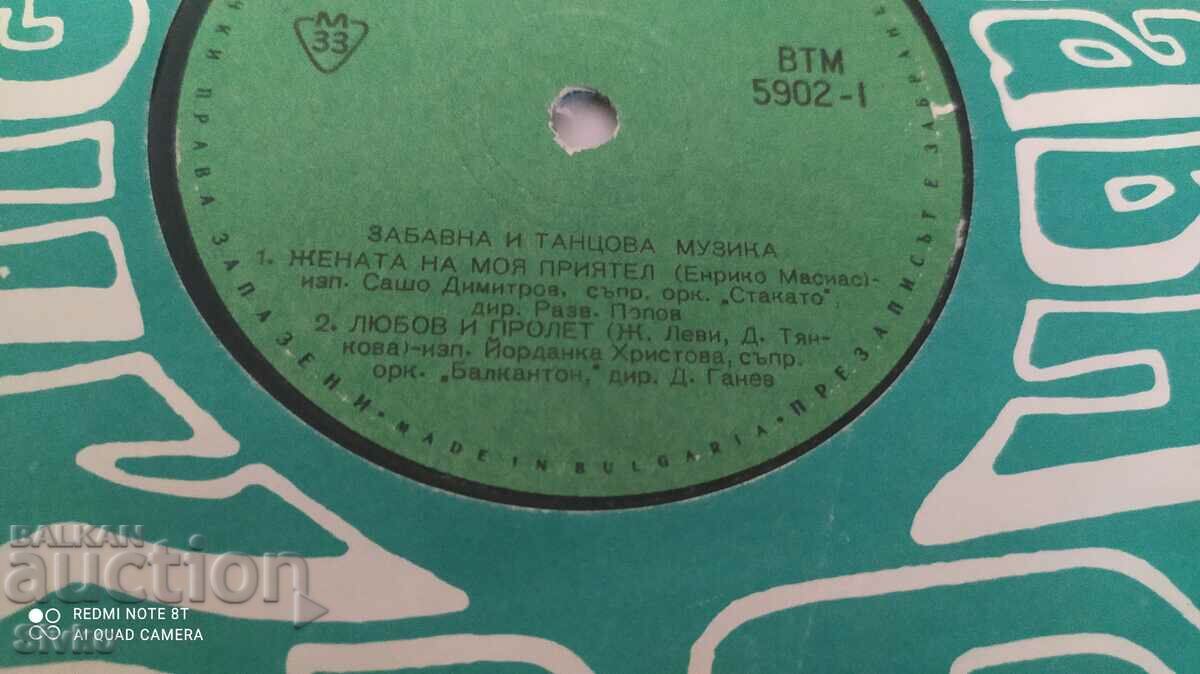 М
33
ВТМ
5902-I
ЗАБАВНА И ТАНЦОВА МУЗИКА
1. ЖЕНАТА НА МОЯ ПРИЯТЕЛ (Енрико Масиас)-
изп. Сашо Димитров, съпр. орк. „Стакато“,
дир. Разв. Попов
2. ЛЮБОВ И ПРОЛЕТ (Ж. Леви, Д. Тян-
кова)-изп. Йорданка Христова, съпр.
орк. „Балкантон,“ дир. Д. Ганев
ПРАВА ЗАПАЗЕНИ • MADE IN BULGARIA • ПРЕЗАПИСЪТ Е
BALKAN
auction
REDMI NOTE 8T
AI QUAD CAMERA